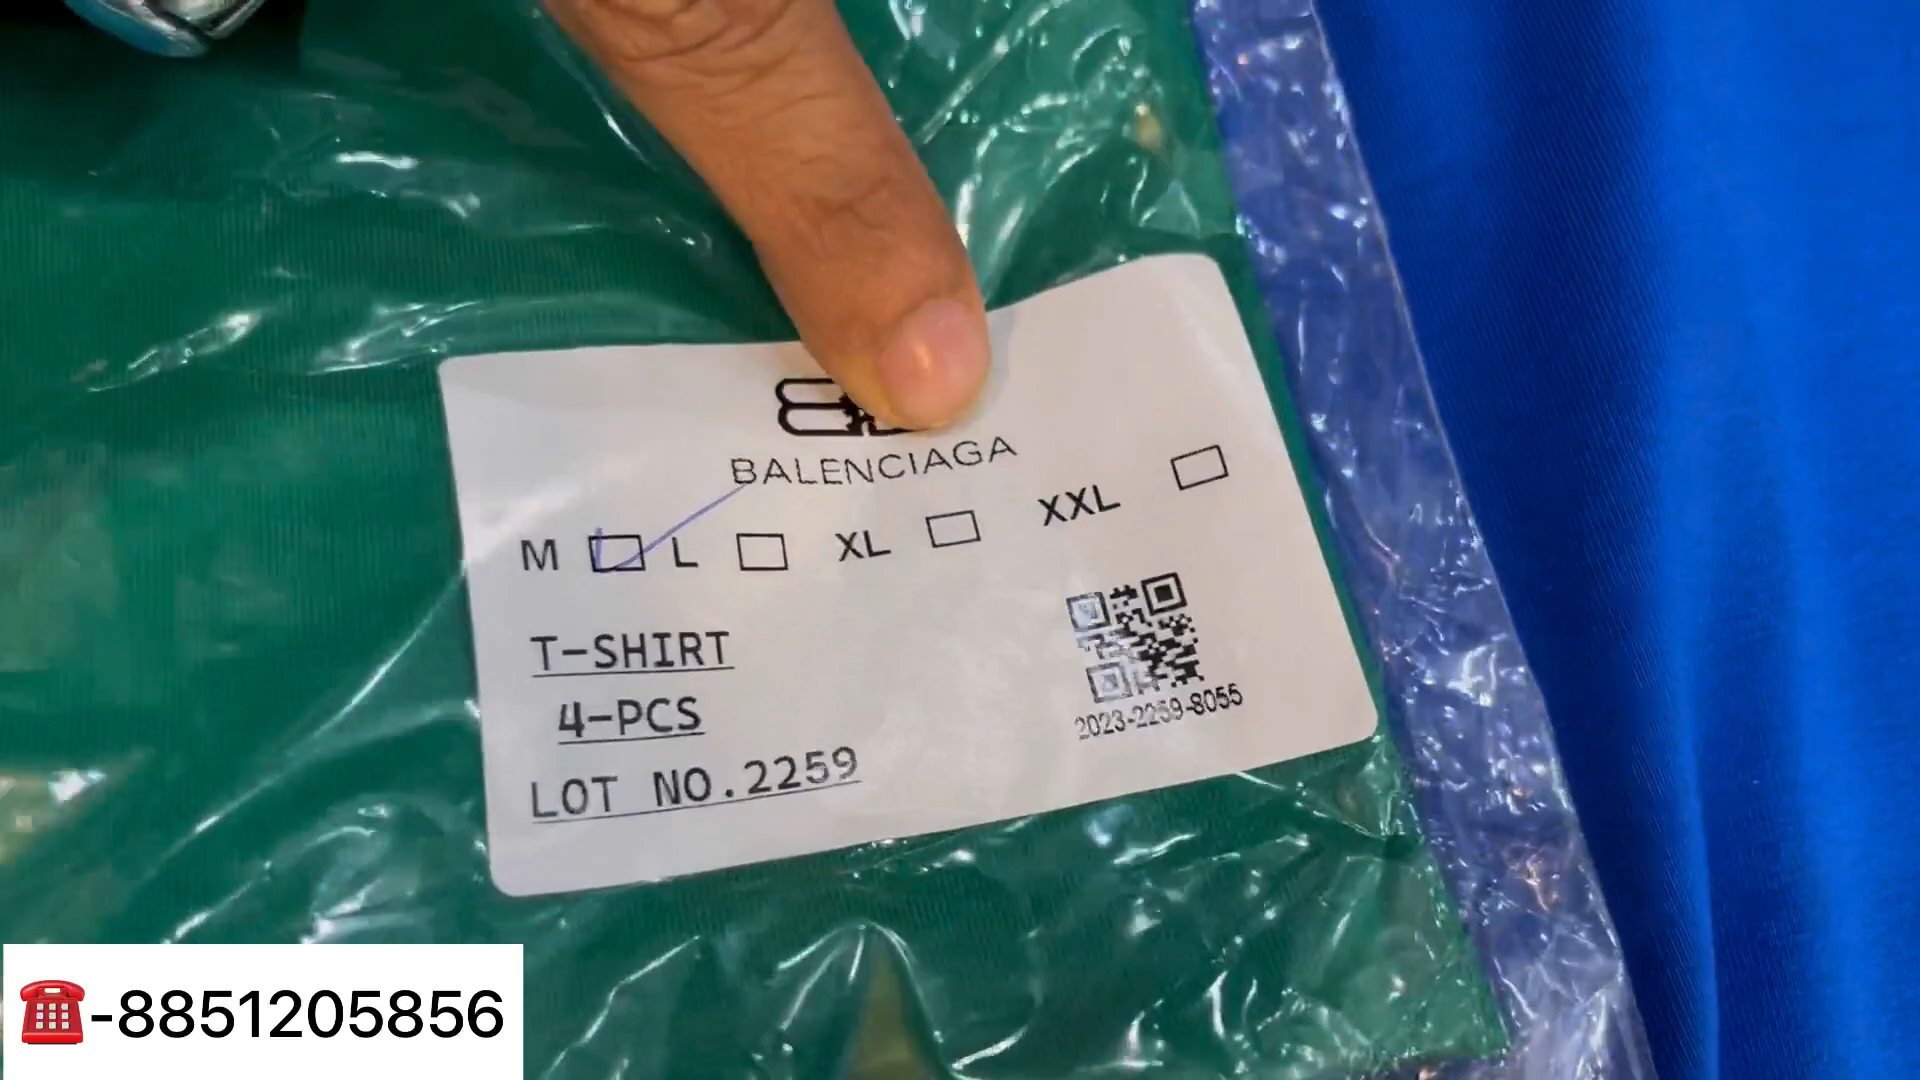 BALENCIAGA
M L XL XXL
T-SHIRT
4-PCS
LOT NO.2259
2023-2259-8055
☎-8851205856